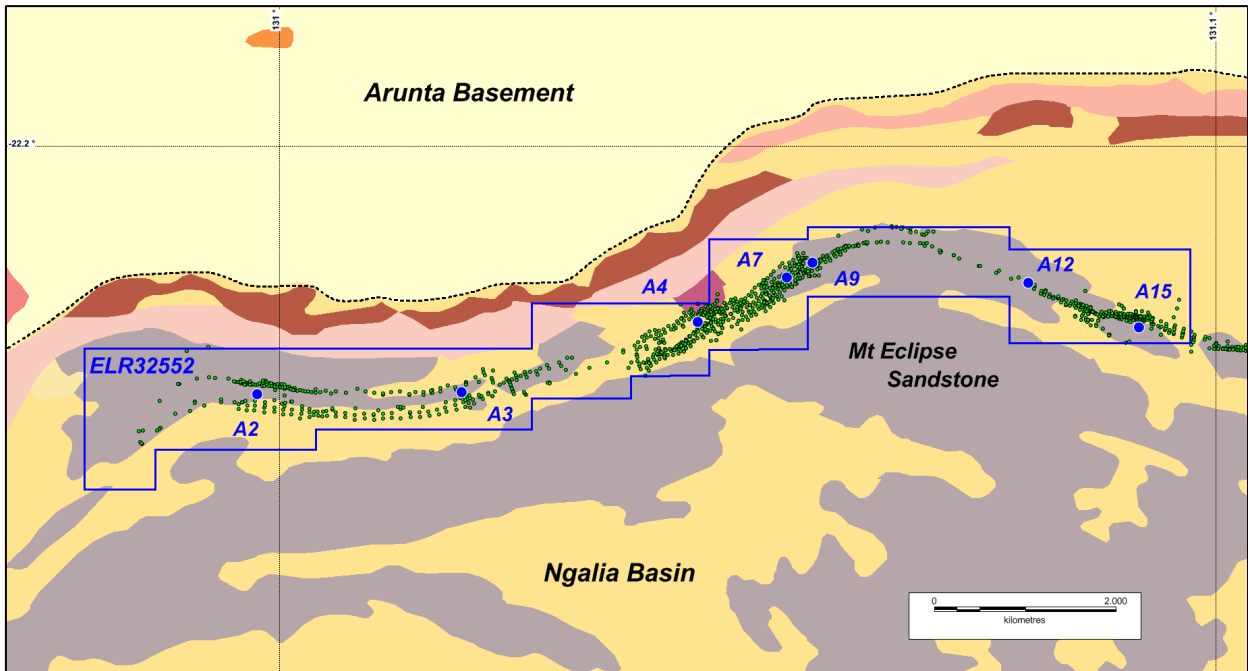 131 °
131.1 °
Arunta Basement
-22.2 °
A7
A4
A12
A9
A15
Mt Eclipse
Sandstone
ELR32552
A3
A2
Ngalia Basin
0 2.000
kilometres